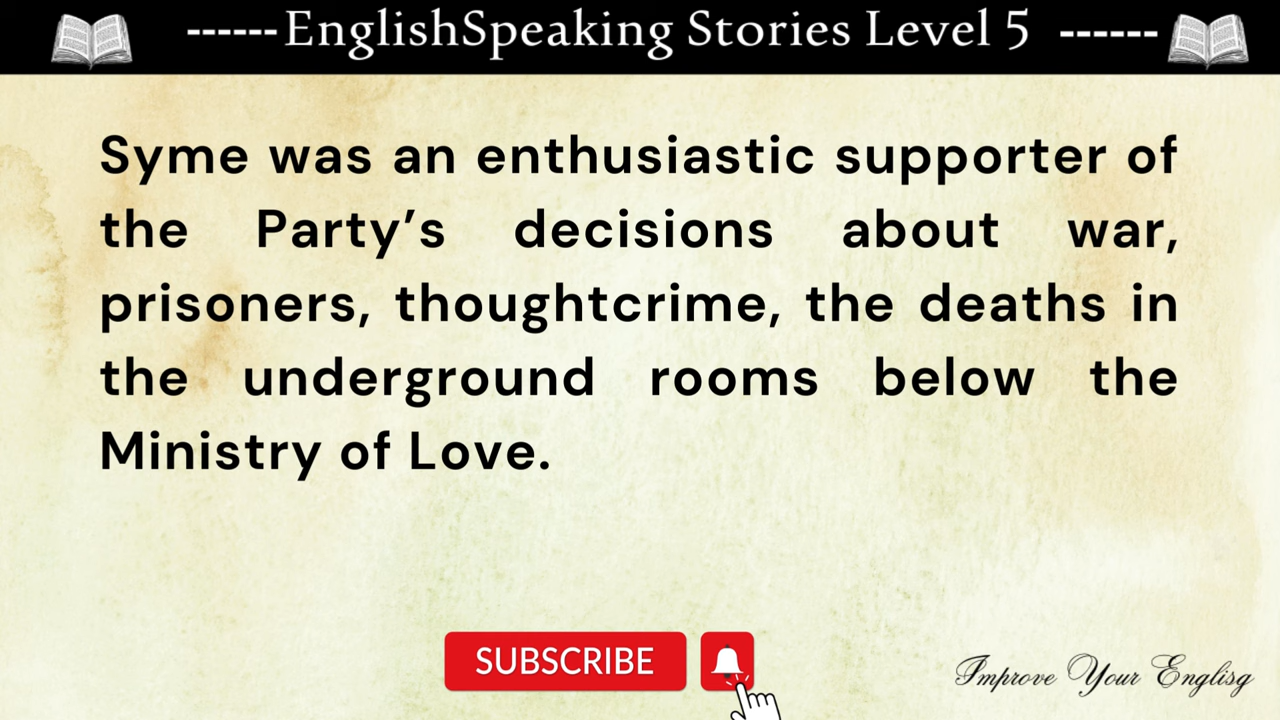 ------EnglishSpeaking Stories Level 5 ------
Syme was an enthusiastic supporter of
the Party’s decisions about war,
prisoners, thoughtcrime, the deaths in
the underground rooms below the
Ministry of Love.
SUBSCRIBE
Improve Your Englisg